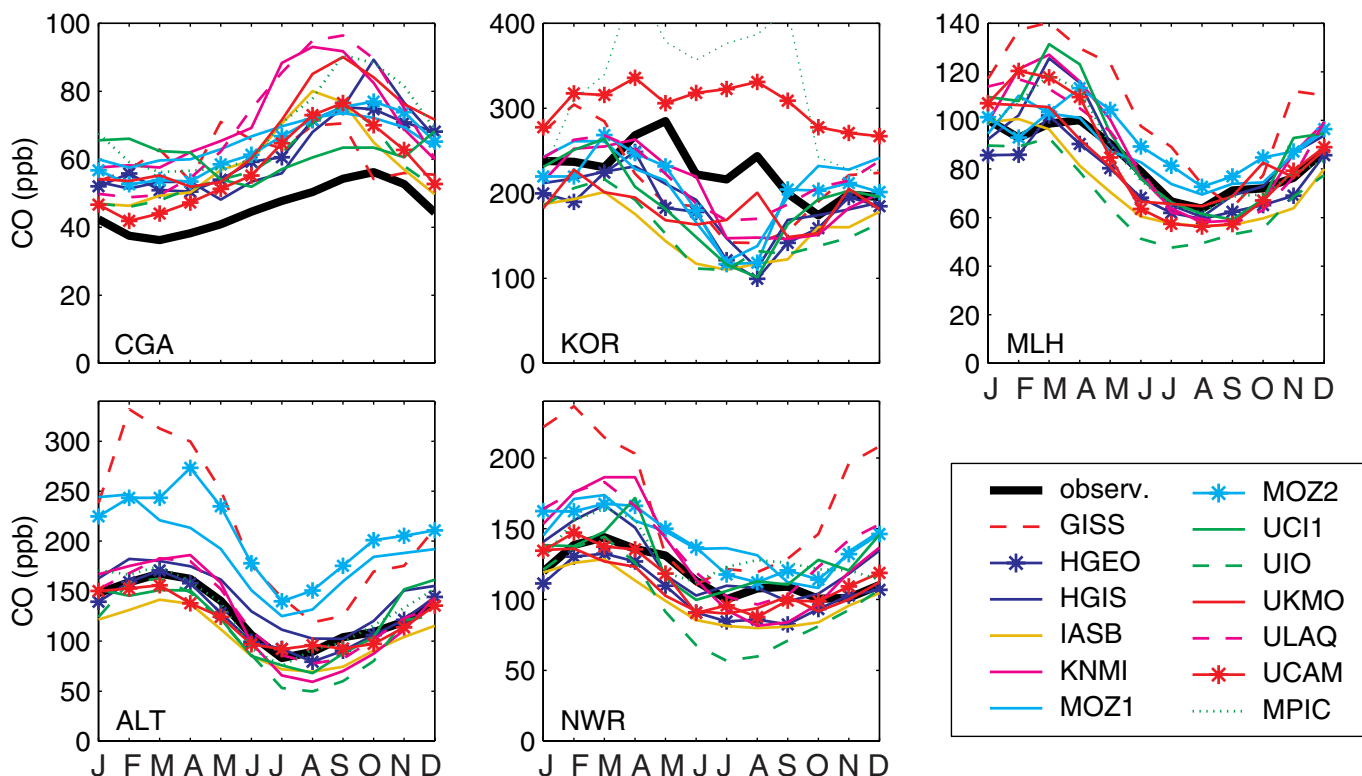 100
80
60
40
20
0
CO (ppb)
CGA
400
300
200
100
0
KOR
140
120
100
80
60
40
20
0
MLH
J F M A M J J A S O N D
300
250
200
150
100
50
0
CO (ppb)
ALT
J F M A M J J A S O N D
200
150
100
50
0
NWR
J F M A M J J A S O N D
observ.
GISS
HGEO
HGIS
IASB
KNMI
MOZ1
MOZ2
UCI1
UIO
UKMO
ULAQ
UCAM
MPIC